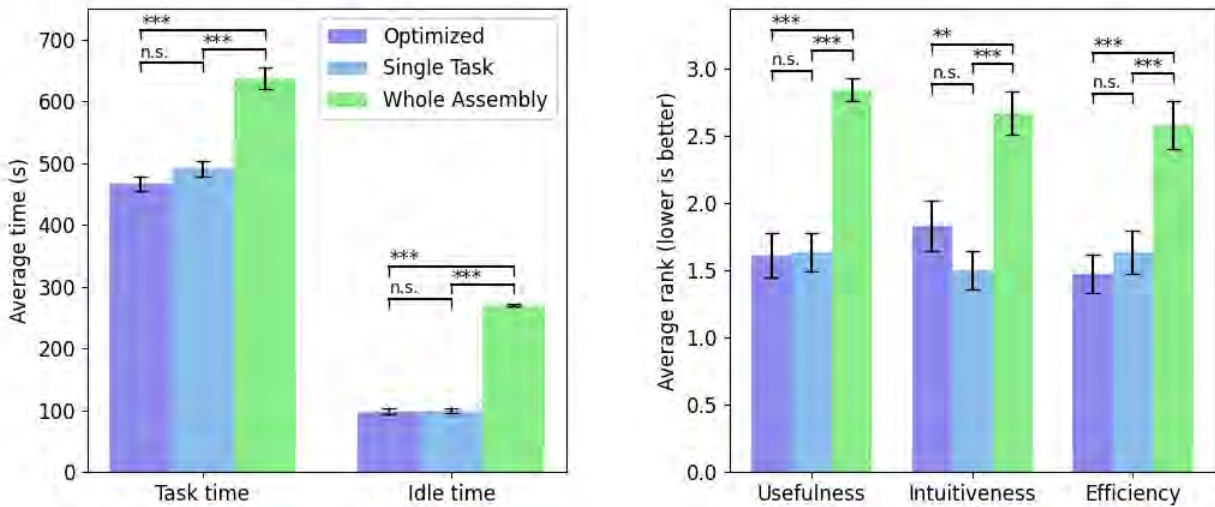 Average time (s)
700
600
500
400
300
200
100
0
***
n.s.
***
***
n.s.
***
Optimized
Single Task
Whole Assembly
Task time
Idle time
Average rank (lower is better)
3.0
2.5
2.0
1.5
1.0
0.5
0.0
***
n.s.
***
**
n.s.
***
***
n.s.
***
Usefulness
Intuitiveness
Efficiency